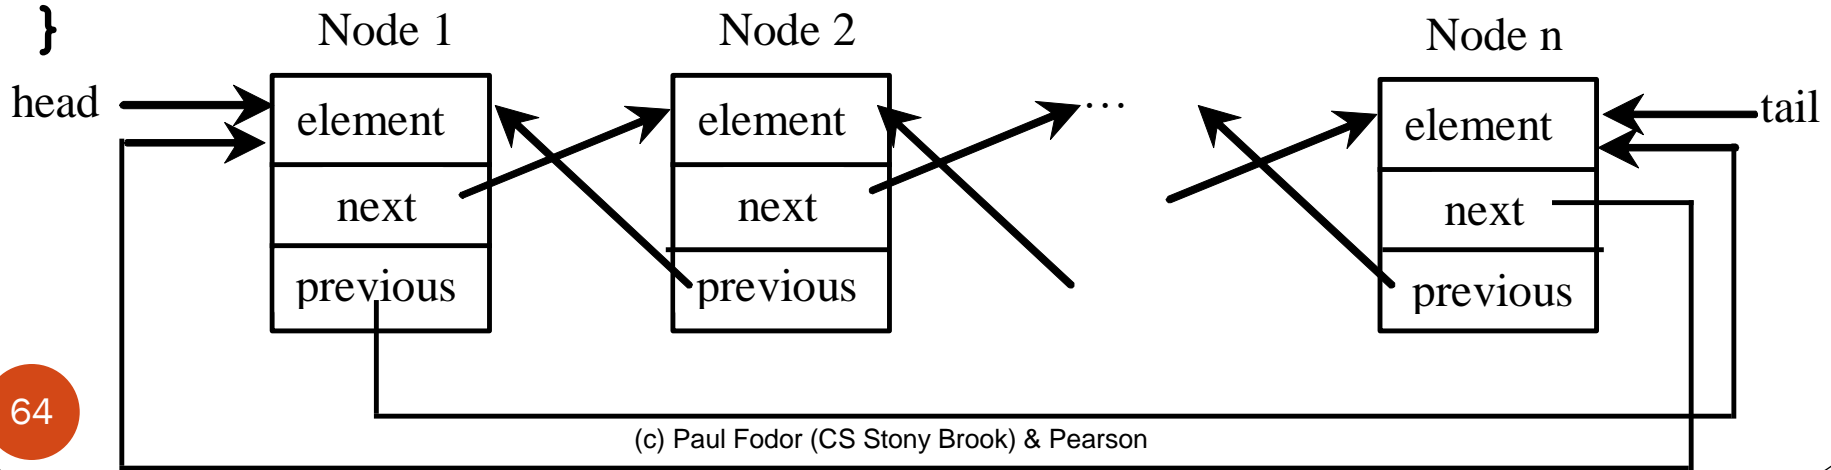 }
Node 1 Node 2 Node n
head element element … element tail
next next next
previous previous previous
64
(c) Paul Fodor (CS Stony Brook) & Pearson